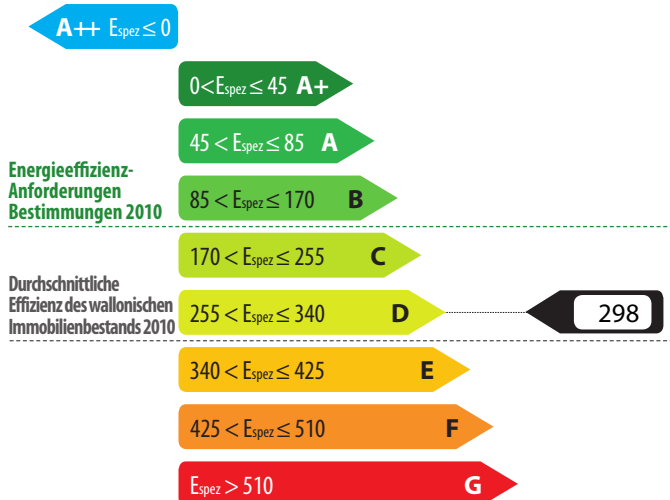 A++ Espez ≤ 0
0<Espez ≤ 45 A+
45 < Espez ≤ 85 A
Energieeffizienz-
Anforderungen
Bestimmungen 2010
85 < Espez ≤ 170 B
170 < Espez ≤ 255 C
Durchschnittliche
Effizienz des wallonischen
Immobilienbestands 2010
255 < Espez ≤ 340 D
298
340 < Espez ≤ 425 E
425 < Espez ≤ 510 F
Espez > 510 G